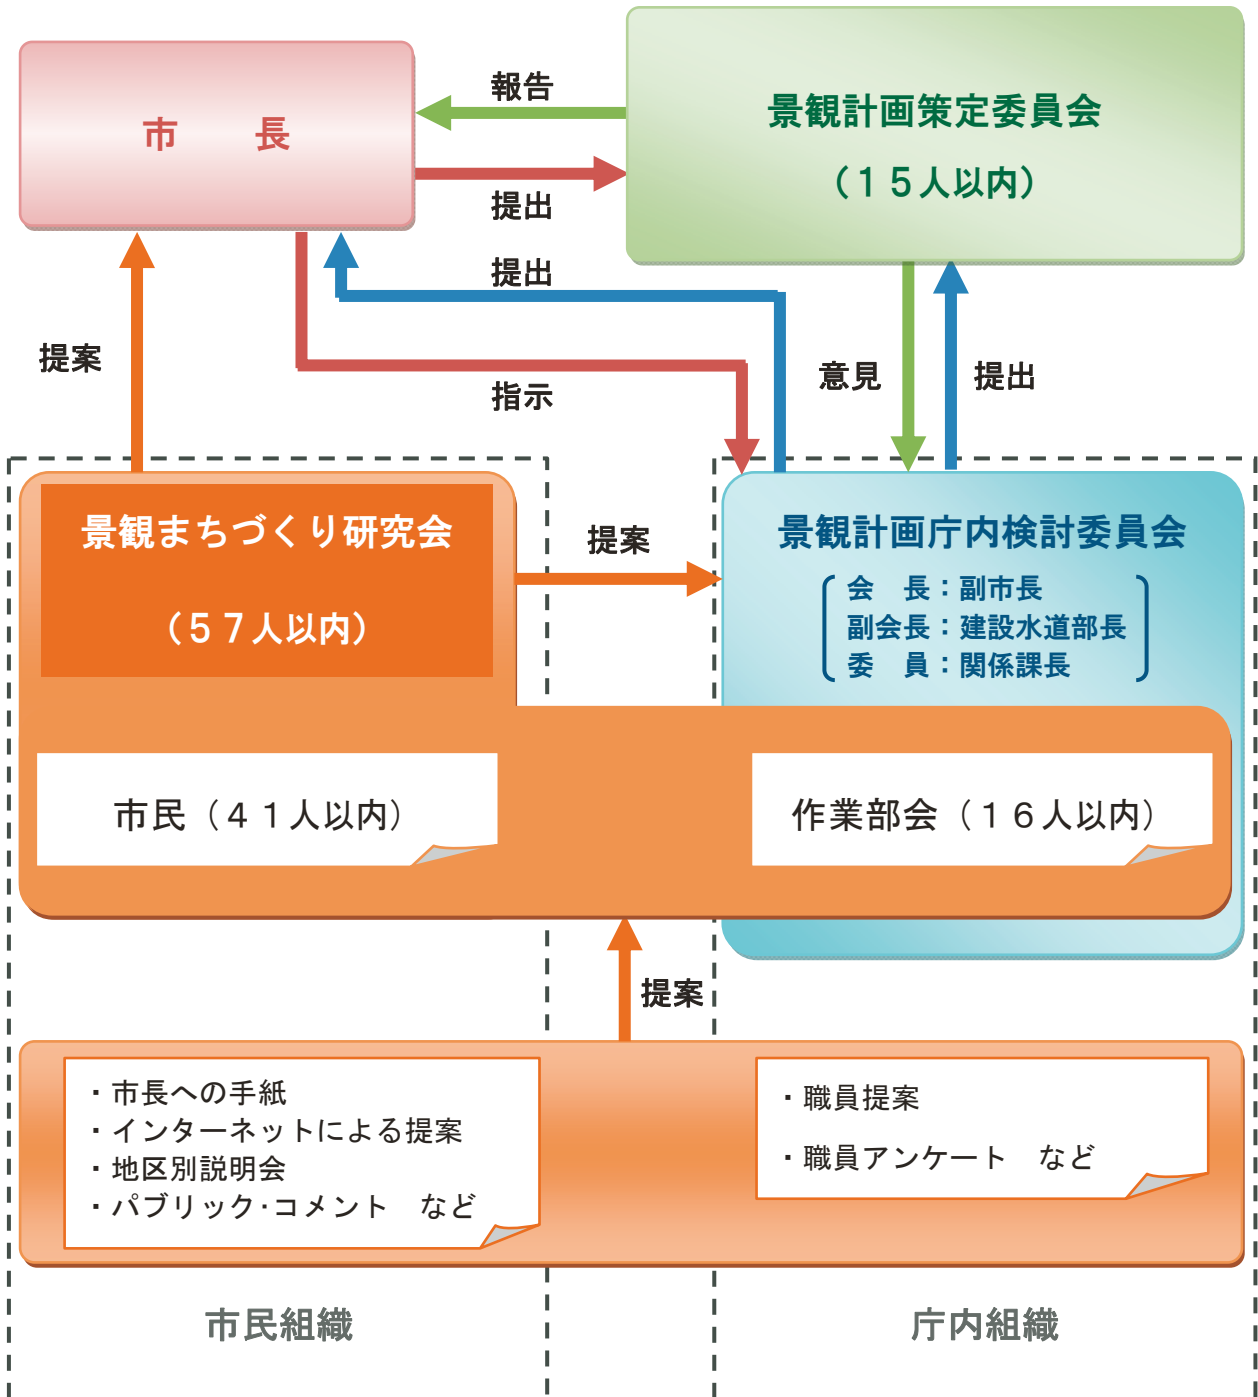 市　　長
報告
景観計画策定委員会
（１５人以内）
提出
提出
提案
指示
意見
提出
景観まちづくり研究会
（５７人以内）
提案
景観計画庁内検討委員会
会　長：副市長
副会長：建設水道部長
委　員：関係課長
市民（４１人以内）
作業部会（１６人以内）
提案
・市長への手紙
・インターネットによる提案
・地区別説明会
・パブリック･コメント　など
・職員提案
・職員アンケート　など
市民組織
庁内組織